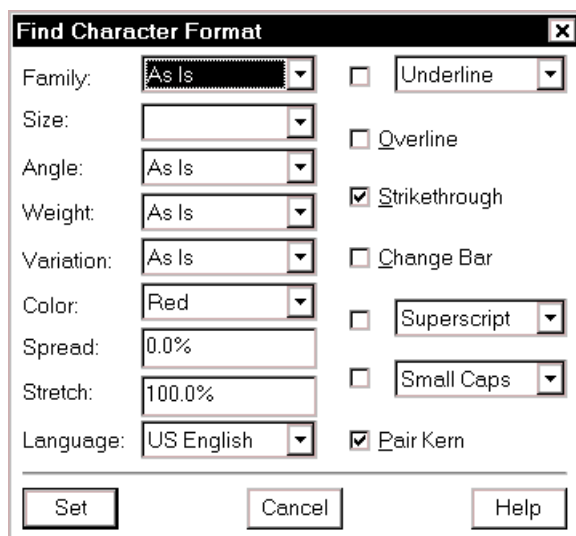 Find Character Format
Family: As Is Underline
Size:
Overline
Angle: As Is
Strikethrough
Weight: As Is
Variation: As Is Change Bar
Color: Red
Superscript
Spread: 0.0%
Stretch: 100.0% Small Caps
Language: US English Pair Kern
Set Cancel Help